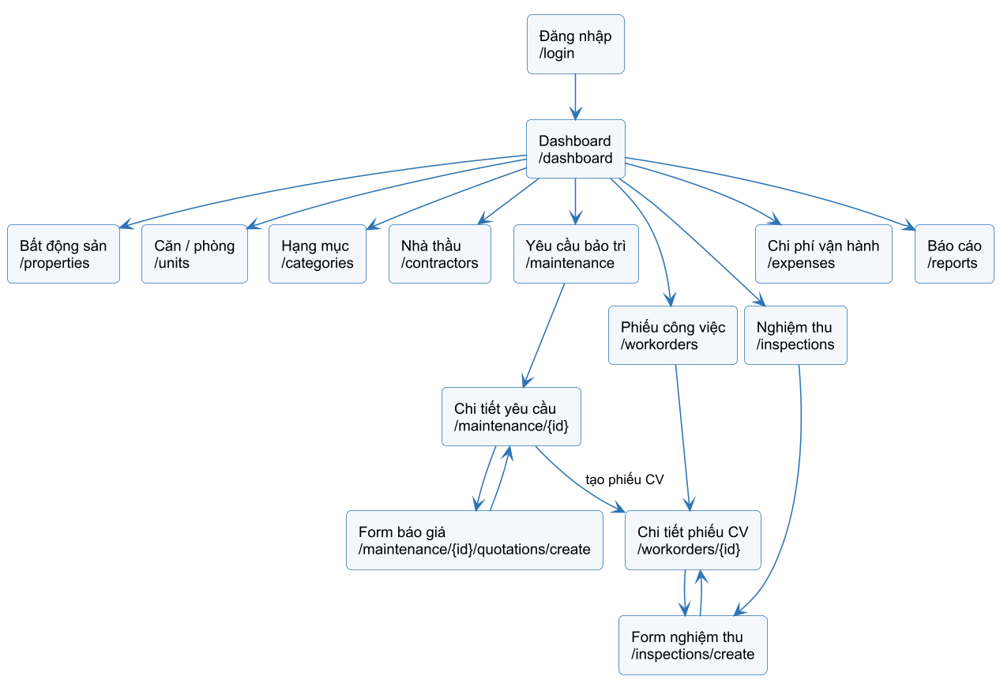 Đăng nhập
/login
Dashboard
/dashboard
Bất động sản
/properties
Căn / phòng
/units
Hạng mục
/categories
Nhà thầu
/contractors
Yêu cầu bảo trì
/maintenance
Chi phí vận hành
/expenses
Báo cáo
/reports
Phiếu công việc
/workorders
Nghiệm thu
/inspections
Chi tiết yêu cầu
/maintenance/{id}
tạo phiếu CV
Form báo giá
/maintenance/{id}/quotations/create
Chi tiết phiếu CV
/workorders/{id}
Form nghiệm thu
/inspections/create